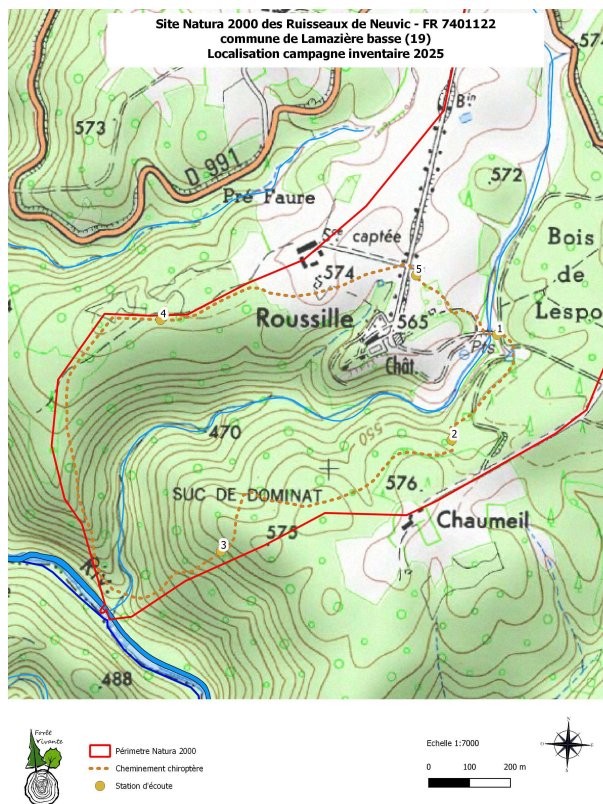 Site Natura 2000 des Ruisseaux de Neuvic - FR 7401122
commune de Lamazière basse (19)
Localisation campagne inventaire 2025
573
D 991
Bin
572
Pré Faure
Sce captée
574
Bois
de
Lespo
5
4
Roussille
565
1
Pts
Chât.
470
550
2
SUC DE DOMINAT
576
Chaumeil
575
3
488
Forêt
Vivante
Périmetre Natura 2000
Cheminement chiroptère
Station d'écoute
Echelle 1:7000
0 100 200 m
N